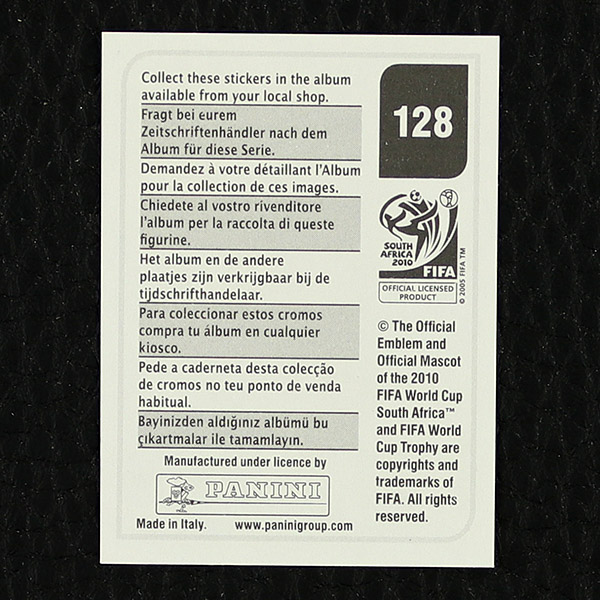 Collect these stickers in the album
available from your local shop.
Fragt bei eurem
Zeitschriftenhändler nach dem
Album für diese Serie.
Demandez à votre détaillant l'Album
pour la collection de ces images.
Chiedete al vostro rivenditore
l'album per la raccolta di queste
figurine.
Het album en de andere
plaatjes zijn verkrijgbaar bij de
tijdschrifthandelaar.
Para coleccionar estos cromos
compra tu álbum en cualquier
kiosco.
Pede a caderneta desta colecção
de cromos no teu ponto de venda
habitual.
Bayinizden aldığınız albümü bu
çıkartmalar ile tamamlayın.
Manufactured under licence by
PANINI
Made in Italy.
www.paninigroup.com
128
SOUTH
AFRICA
2010
FIFA
OFFICIAL LICENSED
PRODUCT
© 2005 FIFA TM
© The Official
Emblem and
Official Mascot
of the 2010
FIFA World Cup
South Africa™
and FIFA World
Cup Trophy are
copyrights and
trademarks of
FIFA. All rights
reserved.